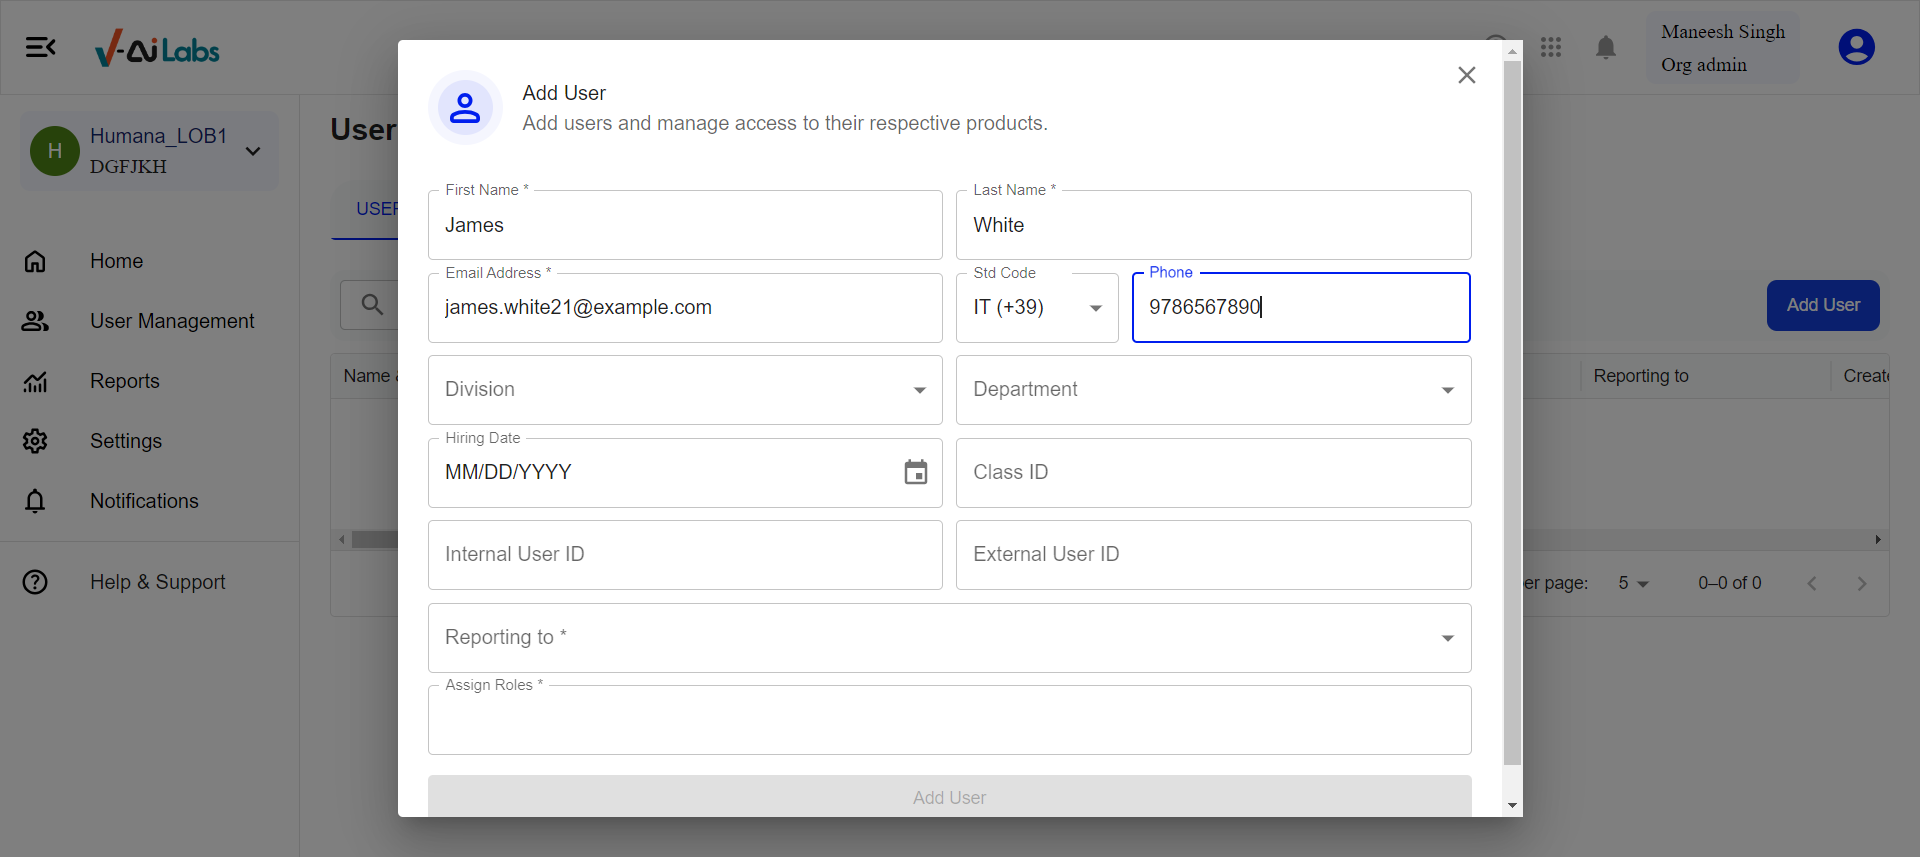 V-Ai Labs
Maneesh Singh
Org admin
H
Humana_LOB1
DGFJKH
Home
User Management
Reports
Settings
Notifications
Help & Support
User
USER
Add User
Name
Reporting to
Create
er page:
5
0–0 of 0
Add User
Add users and manage access to their respective products.
First Name *
James
Last Name *
White
Email Address *
james.white21@example.com
Std Code
IT (+39)
Phone
9786567890
Division
Department
Hiring Date
MM/DD/YYYY
Class ID
Internal User ID
External User ID
Reporting to *
Assign Roles *
Add User